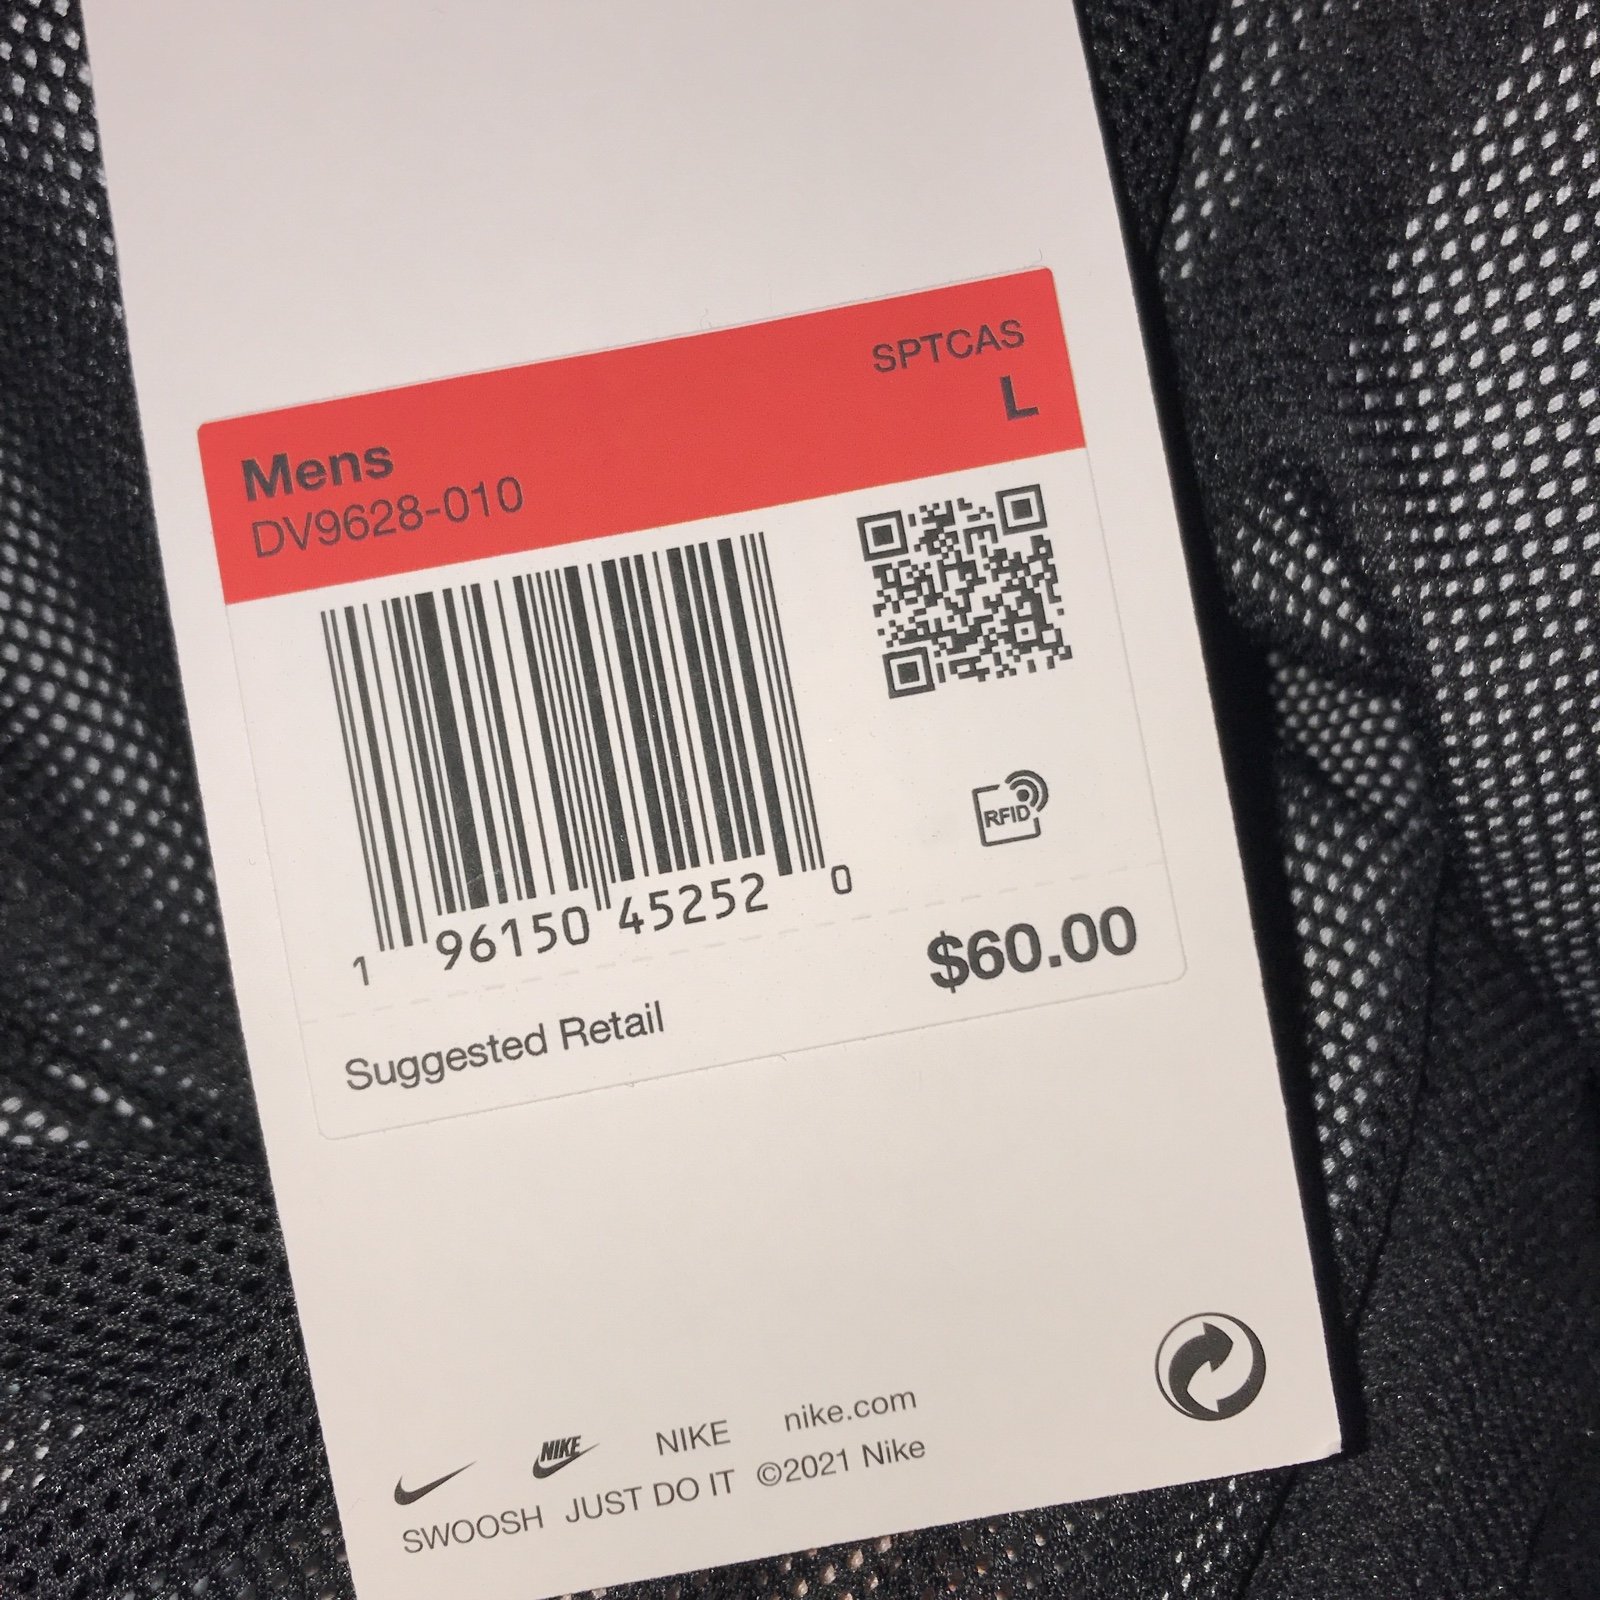 SPTCAS
L
Mens
DV9628-010
RFID
1 96150 45252 0
$60.00
Suggested Retail
NIKE NIKE nike.com
SWOOSH JUST DO IT ©2021 Nike